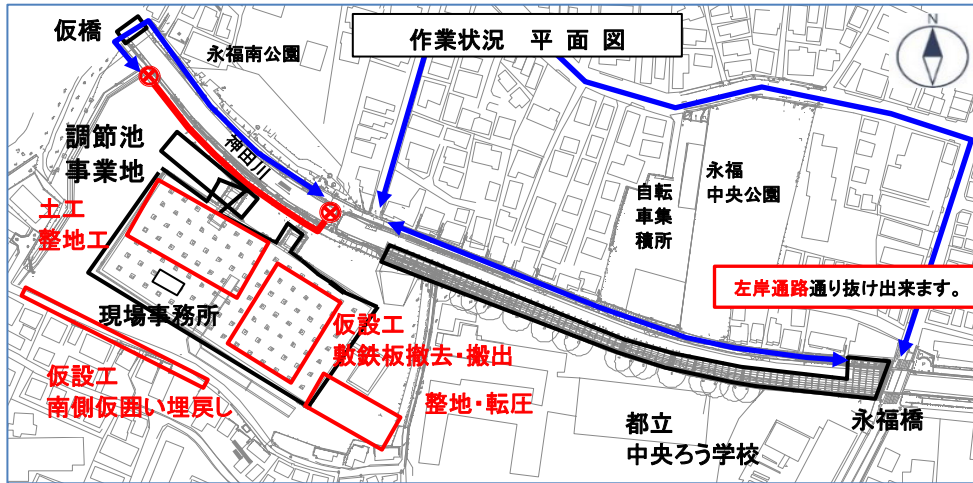 作業状況 平面図
N
仮橋
永福南公園
神田川
調節池
事業地
土工
整地工
現場事務所
仮設工
南側仮囲い埋戻し
仮設工
敷鉄板撤去・搬出
整地・転圧
自転
車集
積所
永福
中央公園
左岸通路通り抜け出来ます。
都立
中央ろう学校
永福橋